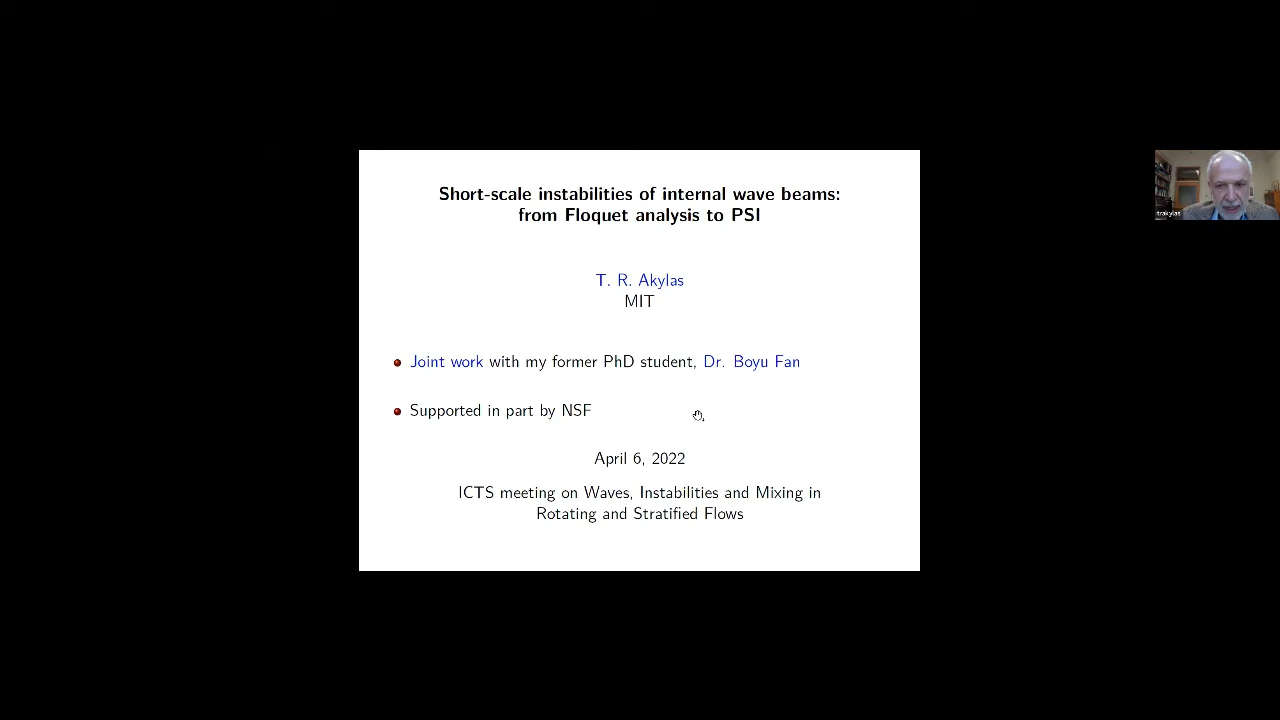 Short-scale instabilities of internal wave beams:
from Floquet analysis to PSI
T. R. Akylas
MIT
Joint work with my former PhD student, Dr. Boyu Fan
Supported in part by NSF
April 6, 2022
ICTS meeting on Waves, Instabilities and Mixing in
Rotating and Stratified Flows
trakylas